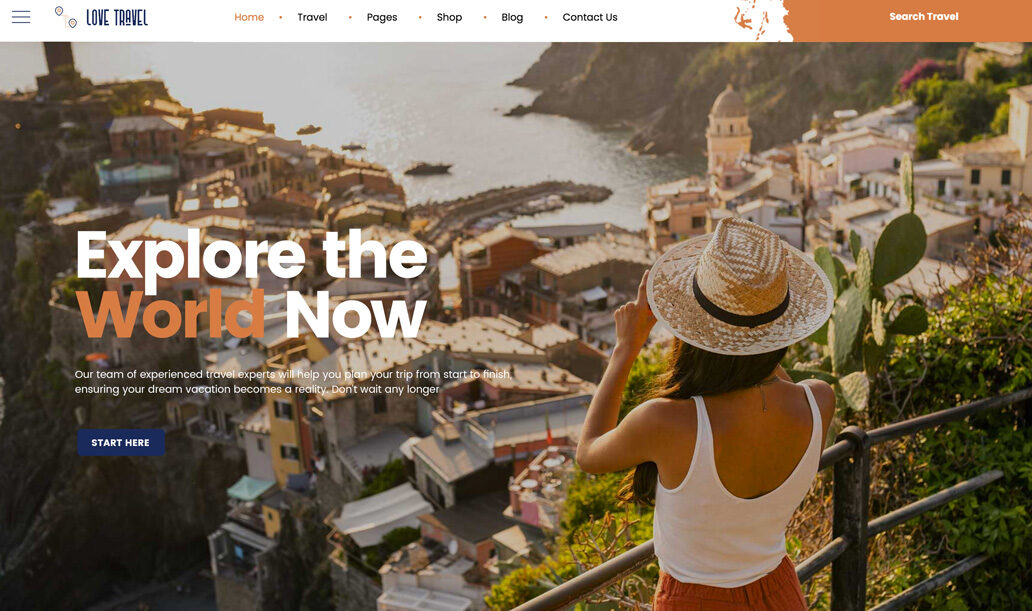 LOVE TRAVEL
Home • Travel • Pages • Shop • Blog • Contact Us
Search Travel
Explore the
World Now
Our team of experienced travel experts will help you plan your trip from start to finish,
ensuring your dream vacation becomes a reality. Don't wait any longer
START HERE